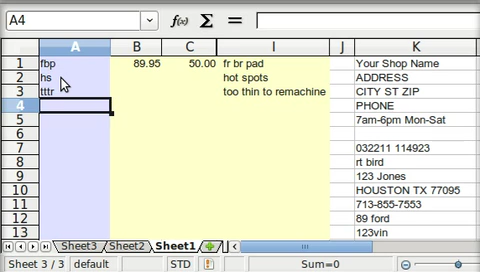 A4
f(x) Σ =
A B C I J K
1 fbp 89.95 50.00 fr br pad Your Shop Name
2 hs hot spots ADDRESS
3 tttr too thin to remachine CITY ST ZIP
4 PHONE
5 7am-6pm Mon-Sat
6
7 032211 114923
8 rt bird
9 123 Jones
10 HOUSTON TX 77095
11 713-855-7553
12 89 ford
13 123vin
Sheet3 Sheet2 Sheet1
Sheet 3 / 3 default STD Sum=0